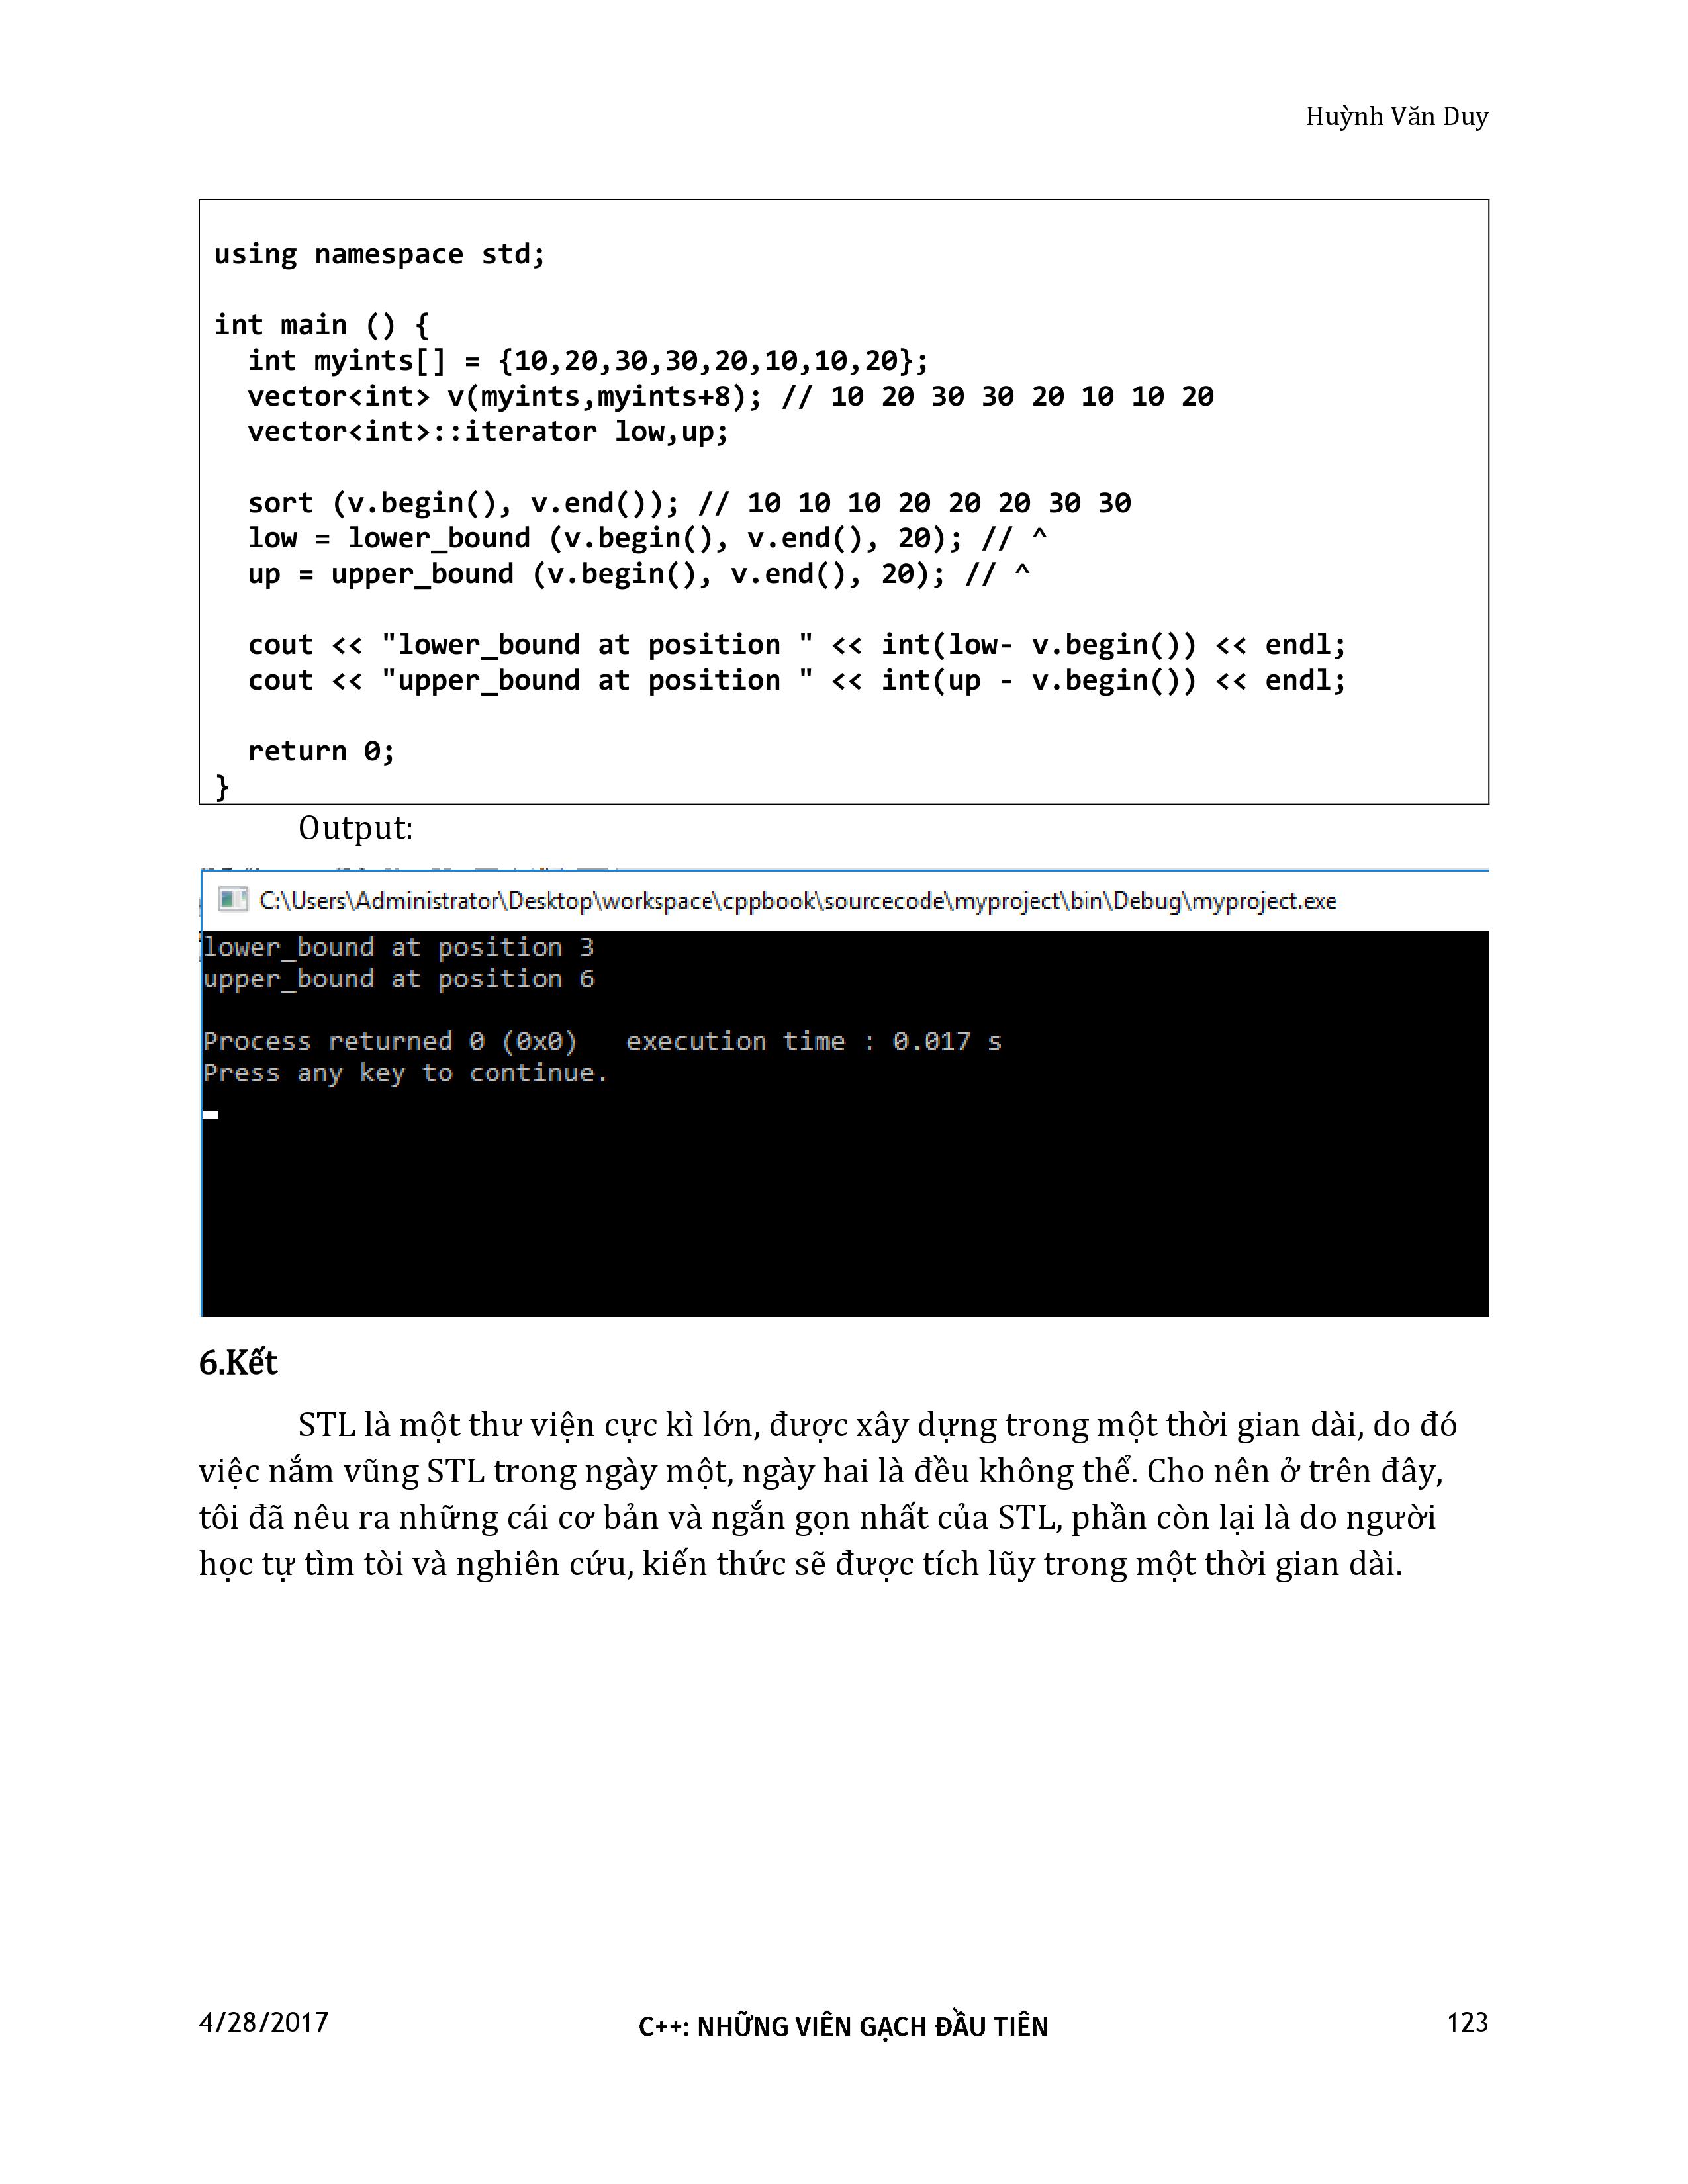 Huỳnh Văn Duy
using namespace std;
int main () {
int myints[] = {10,20,30,30,20,10,10,20};
vector<int> v(myints,myints+8); // 10 20 30 30 20 10 10 20
vector<int>::iterator low,up;
sort (v.begin(), v.end()); // 10 10 10 20 20 20 30 30
low = lower_bound (v.begin(), v.end(), 20); // ^
up = upper_bound (v.begin(), v.end(), 20); // ^
cout << "lower_bound at position " << int(low- v.begin()) << endl;
cout << "upper_bound at position " << int(up - v.begin()) << endl;
return 0;
}
Output:
C:\Users\Administrator\Desktop\workspace\cppbook\sourcecode\myproject\bin\Debug\myproject.exe
lower_bound at position 3
upper_bound at position 6
Process returned 0 (0x0)   execution time : 0.017 s
Press any key to continue.
6.Kết
STL là một thư viện cực kì lớn, được xây dựng trong một thời gian dài, do đó
việc nắm vũng STL trong ngày một, ngày hai là đều không thể. Cho nên ở trên đây,
tôi đã nêu ra những cái cơ bản và ngắn gọn nhất của STL, phần còn lại là do người
học tự tìm tòi và nghiên cứu, kiến thức sẽ được tích lũy trong một thời gian dài.
4/28/2017
C++: NHỮNG VIÊN GẠCH ĐẦU TIÊN
123